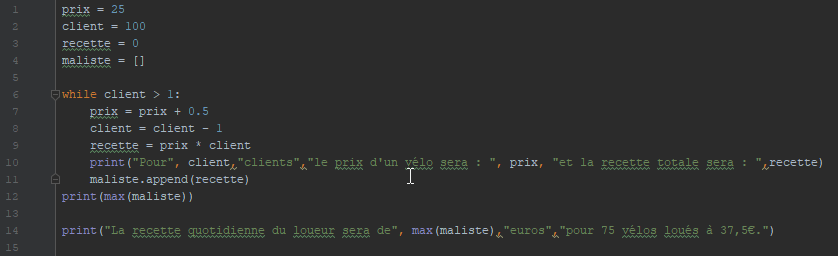 1 prix = 25
2 client = 100
3 recette = 0
4 maliste = []
5
6 while client > 1:
7 prix = prix + 0.5
8 client = client - 1
9 recette = prix * client
10 print("Pour", client,"clients","le prix d'un vélo sera : ", prix, "et la recette totale sera : ",recette)
11 maliste.append(recette)
12 print(max(maliste))
13
14 print("La recette quotidienne du loueur sera de", max(maliste),"euros","pour 75 vélos loués à 37,5€.")
15